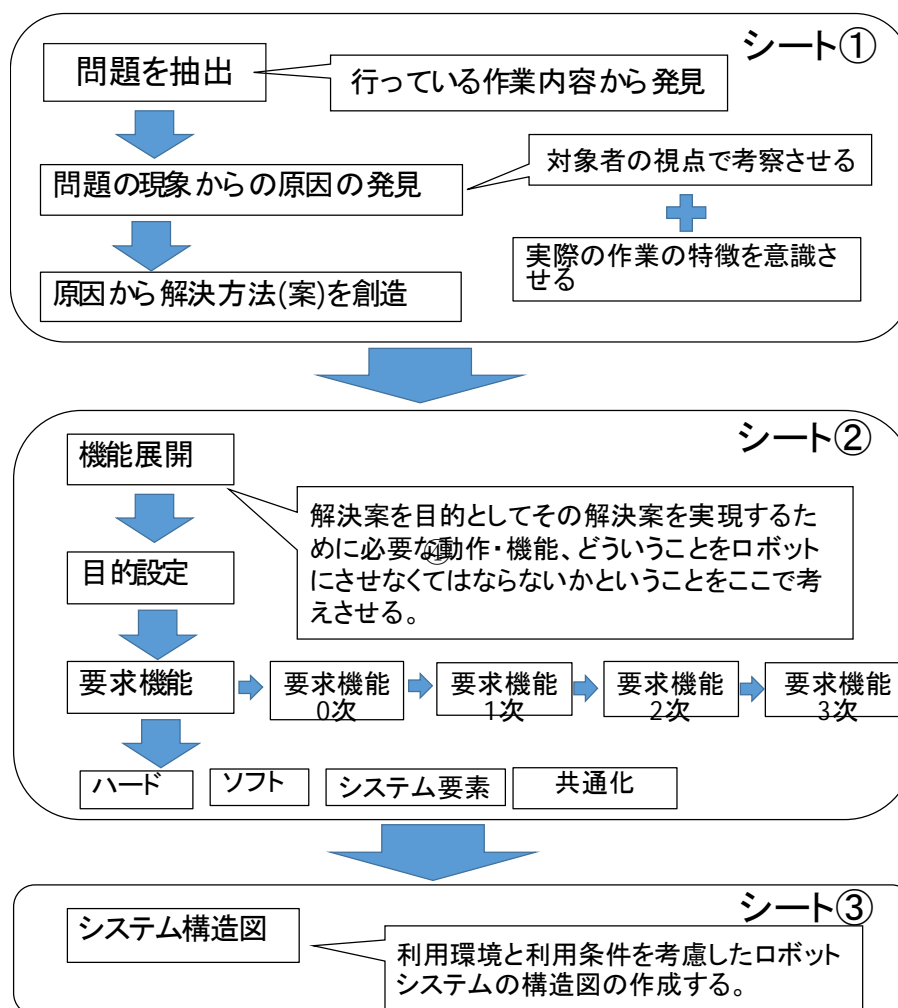 シート①
問題を抽出
行っている作業内容から発見
対象者の視点で考察させる
問題の現象からの原因の発見
実際の作業の特徴を意識さ
せる
原因から解決方法(案)を創造
シート②
機能展開
解決案を目的としてその解決案を実現するた
めに必要な動作・機能、どういうことをロボット
にさせなくてはならないかということをここで考
えさせる。
目的設定
要求機能
要求機能
0次
要求機能
1次
要求機能
2次
要求機能
3次
ハード
ソフト
システム要素
共通化
シート③
システム構造図
利用環境と利用条件を考慮したロボット
システムの構造図の作成する。